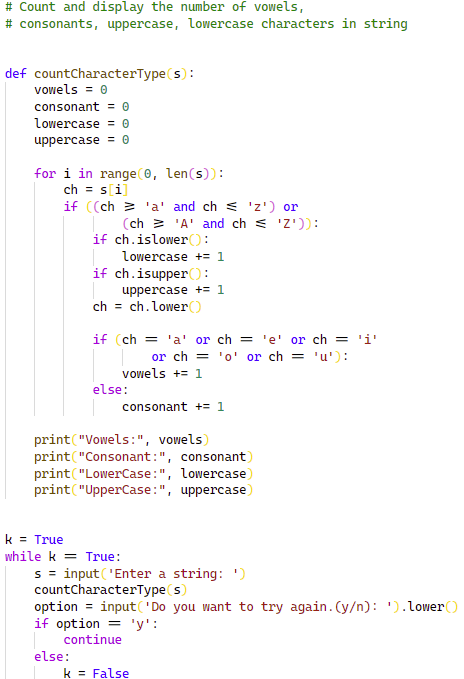 # Count and display the number of vowels,
# consonants, uppercase, lowercase characters in string
def countCharacterType(s):
    vowels = 0
    consonant = 0
    lowercase = 0
    uppercase = 0
    for i in range(0, len(s)):
        ch = s[i]
        if ((ch >= 'a' and ch <= 'z') or
                (ch >= 'A' and ch <= 'Z')):
            if ch.islower():
                lowercase += 1
            if ch.isupper():
                uppercase += 1
            ch = ch.lower()
            if (ch == 'a' or ch == 'e' or ch == 'i'
                    or ch == 'o' or ch == 'u'):
                vowels += 1
            else:
                consonant += 1
    print("Vowels:", vowels)
    print("Consonant:", consonant)
    print("LowerCase:", lowercase)
    print("UpperCase:", uppercase)
k = True
while k == True:
    s = input('Enter a string: ')
    countCharacterType(s)
    option = input('Do you want to try again.(y/n): ').lower()
    if option == 'y':
        continue
    else:
        k = False